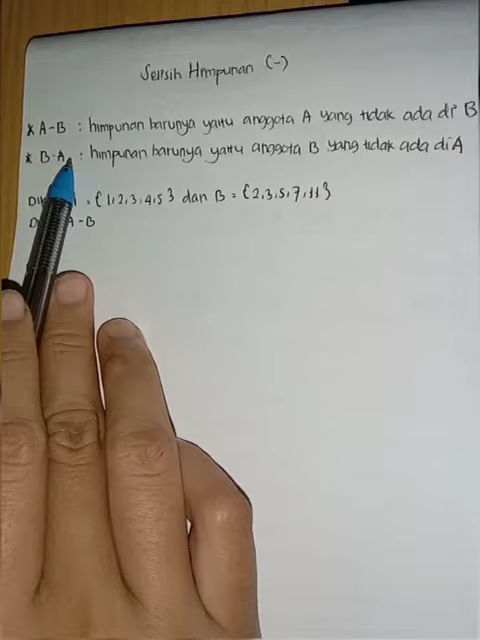 Selisih Himpunan (-)
* A-B : himpunan barunya yaitu anggota A yang tidak ada di B
* B-A : himpunan barunya yaitu anggota B yang tidak ada di A
= {1,2,3,4,5} dan B = {2,3,5,7,11}
A-B